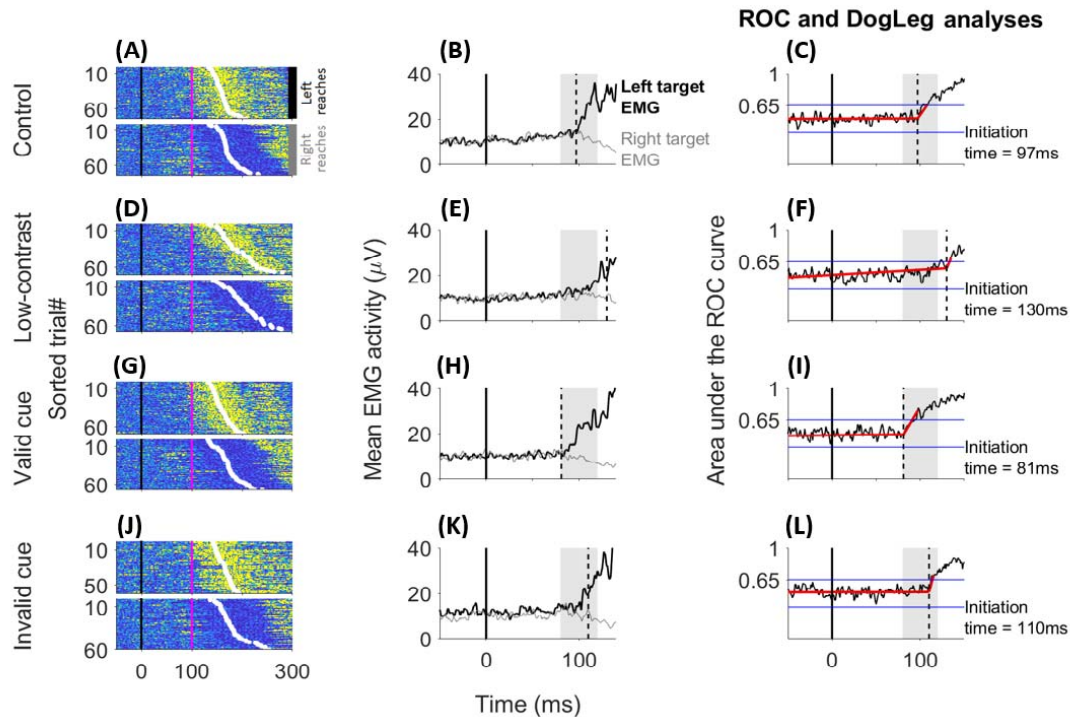 ROC and DogLeg analyses
(A)
(B)
(C)
Control
10
60
10
60
Left
reaches
Right
reaches
40
20
0
Left target
EMG
Right target
EMG
1
0.65
Initiation
time = 97ms
(D)
(E)
(F)
Low-contrast
10
60
10
60
40
20
0
1
0.65
Initiation
time = 130ms
Sorted trial#
Mean EMG activity (μV)
Area under the ROC curve
(G)
(H)
(I)
Valid cue
10
60
10
60
40
20
0
1
0.65
Initiation
time = 81ms
(J)
(K)
(L)
Invalid cue
10
50
10
60
40
20
0
1
0.65
Initiation
time = 110ms
0 100 200 300
0 100
0 100
Time (ms)